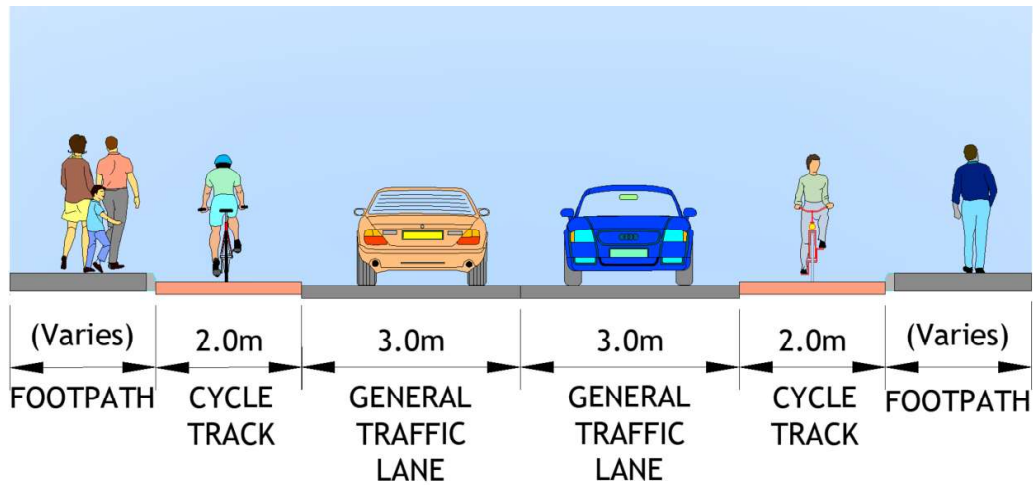 (Varies)
2.0m
3.0m
3.0m
2.0m
(Varies)
FOOTPATH
CYCLE
TRACK
GENERAL
TRAFFIC
LANE
GENERAL
TRAFFIC
LANE
CYCLE
TRACK
FOOTPATH